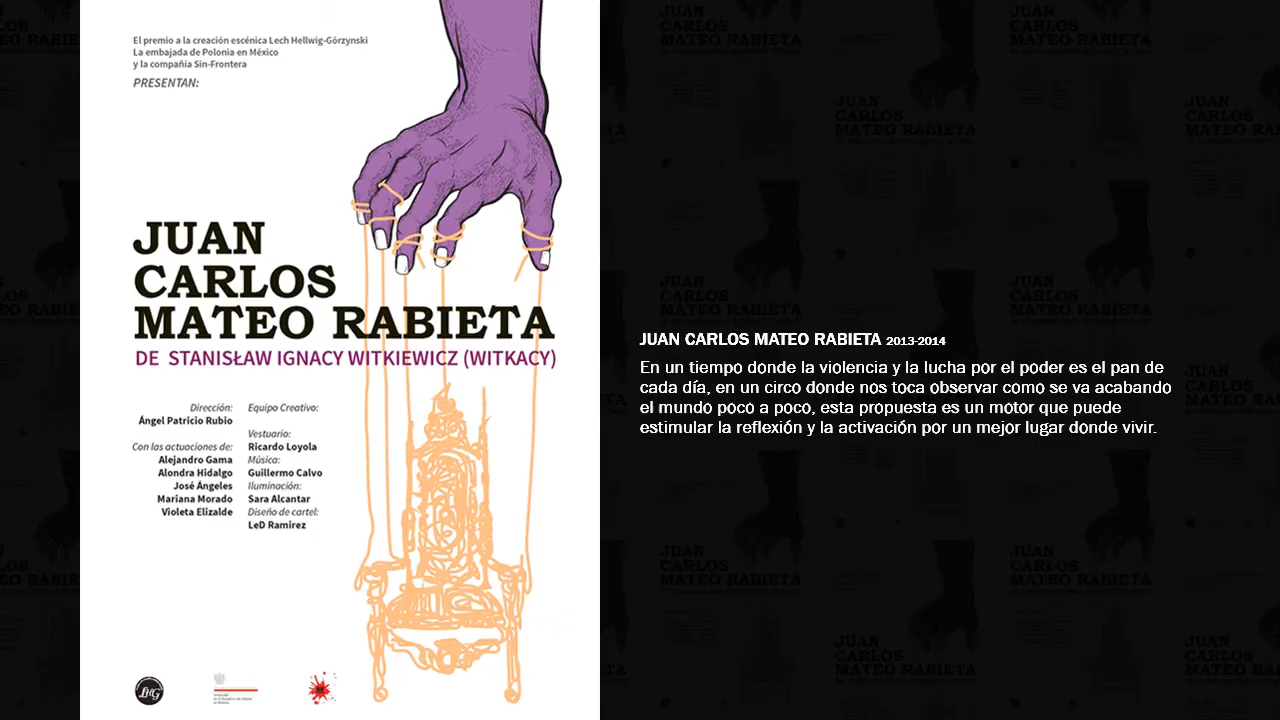 El premio a la creación escénica Lech Hellwig-Górzynski
La embajada de Polonia en México
y la compañía Sin-Frontera
PRESENTAN:
JUAN
CARLOS
MATEO RABIETA
DE STANISŁAW IGNACY WITKIEWICZ (WITKACY)
Dirección:
Ángel Patricio Rubio
Con las actuaciones de:
Alejandro Gama
Alondra Hidalgo
José Ángeles
Mariana Morado
Violeta Elizalde
Equipo Creativo:
Vestuario:
Ricardo Loyola
Música:
Guillermo Calvo
Iluminación:
Sara Alcantar
Diseño de cartel:
LeD Ramirez
LHG
JUAN CARLOS MATEO RABIETA 2013-2014
En un tiempo donde la violencia y la lucha por el poder es el pan de
cada día, en un circo donde nos toca observar como se va acabando
el mundo poco a poco, esta propuesta es un motor que puede
estimular la reflexión y la activación por un mejor lugar donde vivir.